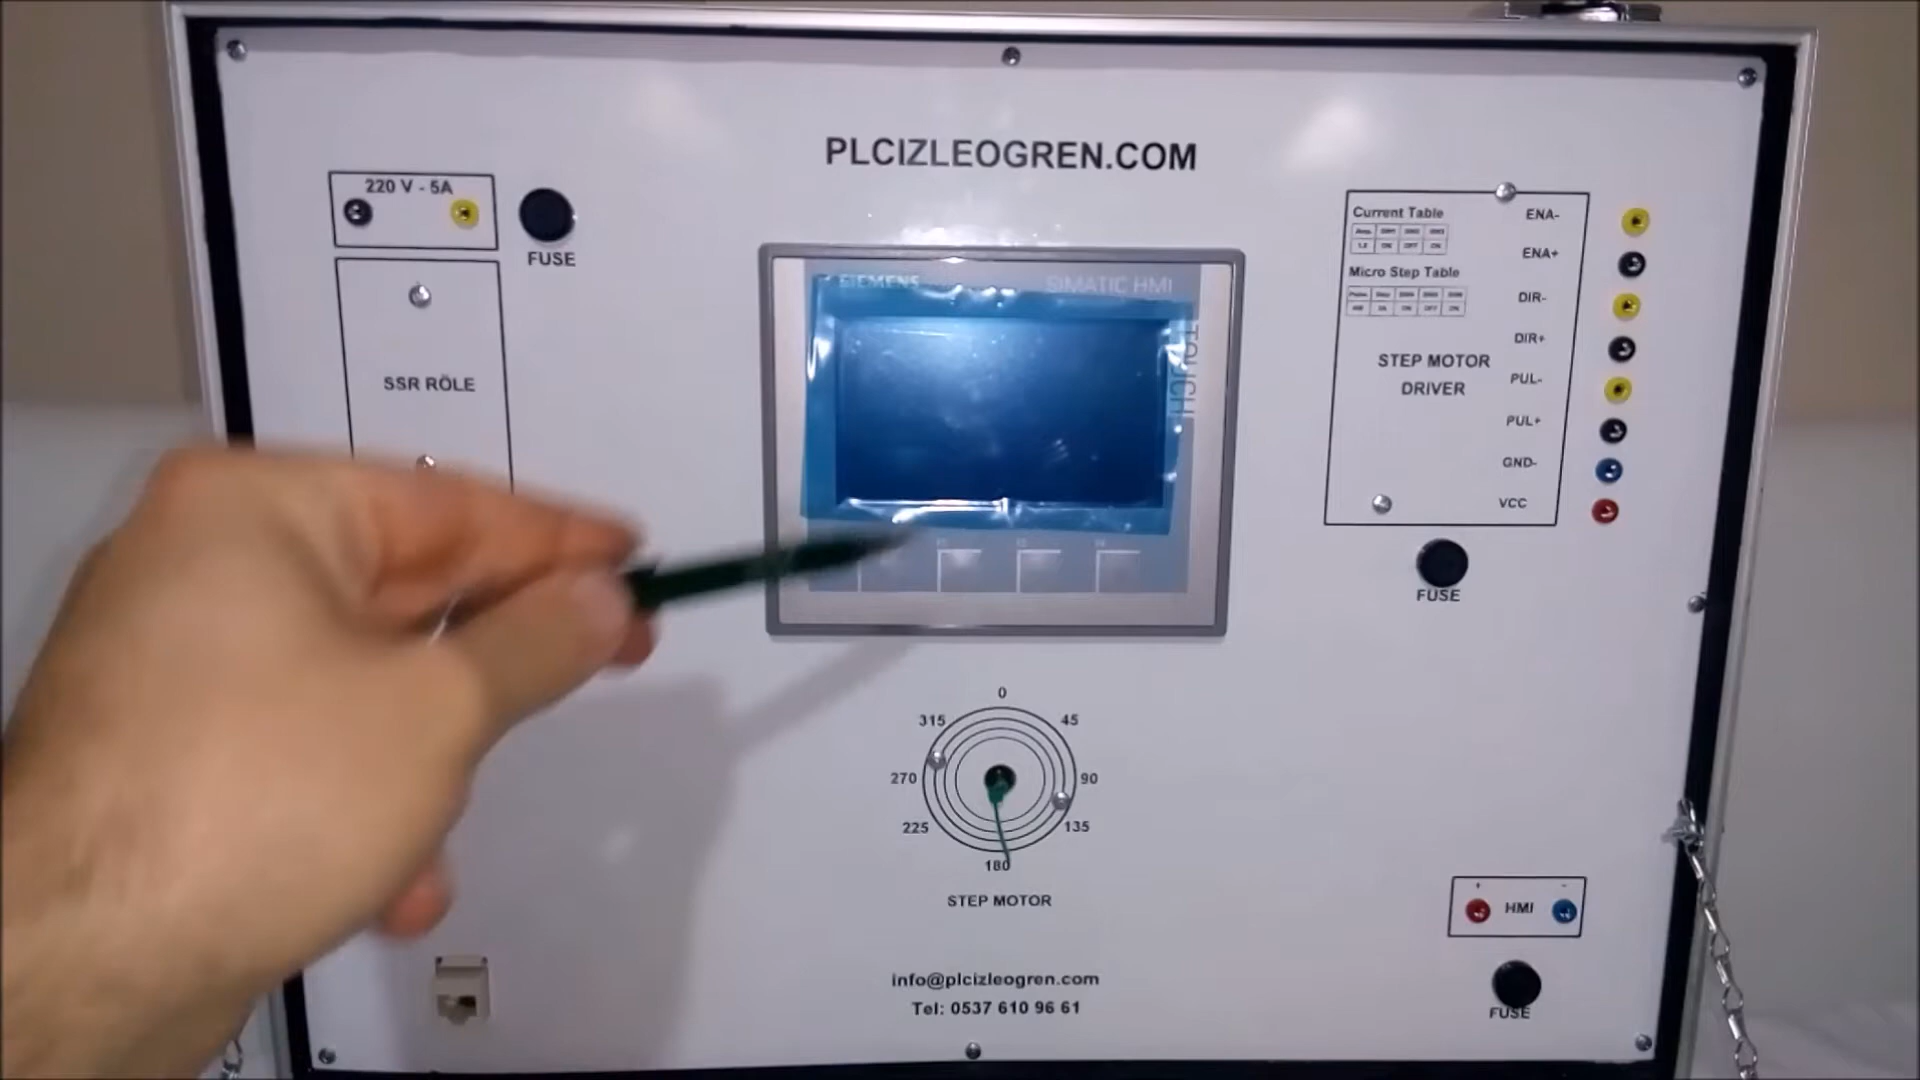 PLCIZLEOGREN.COM
220 V - 5A
FUSE
SSR RÖLE
SIEMENS
SIMATIC HMI
TOUCH
Current Table
Micro Step Table
STEP MOTOR
DRIVER
ENA-
ENA+
DIR-
DIR+
PUL-
PUL+
GND-
VCC
FUSE
0
45
90
135
180
225
270
315
STEP MOTOR
+
-
HMI
FUSE
info@plcizleogren.com
Tel: 0537 610 96 61